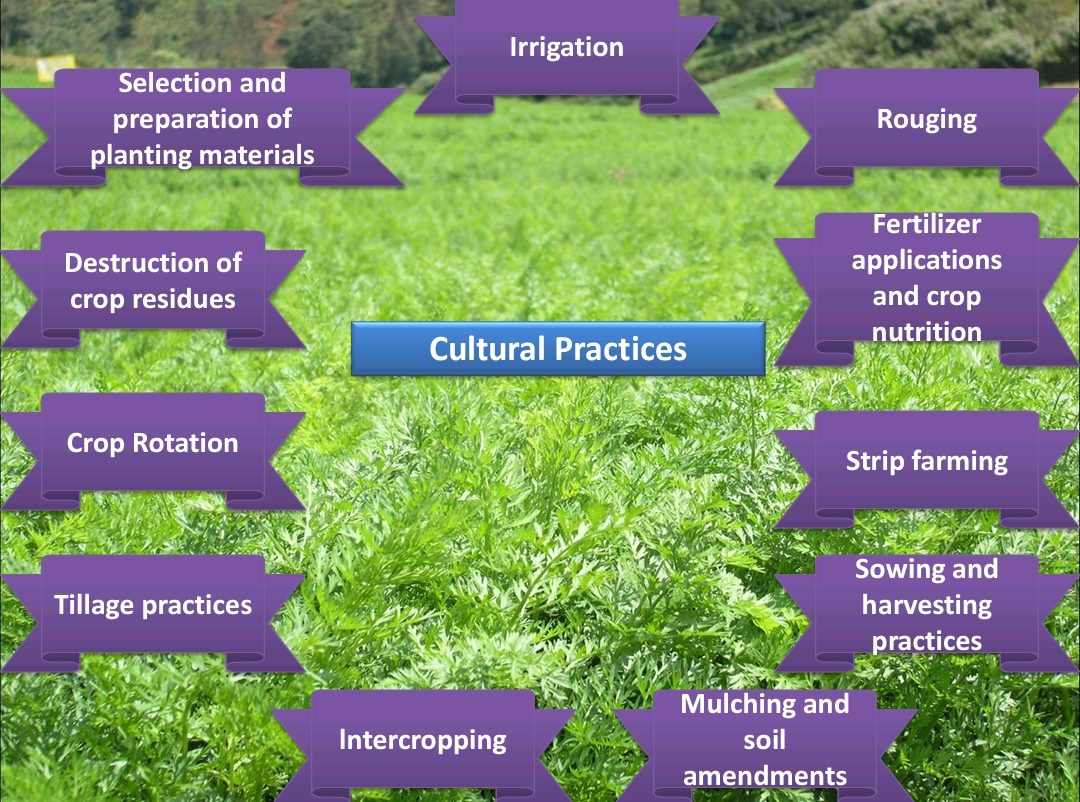 Irrigation
Selection and
preparation of
planting materials
Rouging
Fertilizer
applications
and crop
nutrition
Destruction of
crop residues
Cultural Practices
Crop Rotation
Strip farming
Sowing and
harvesting
practices
Tillage practices
Intercropping
Mulching and
soil
amendments